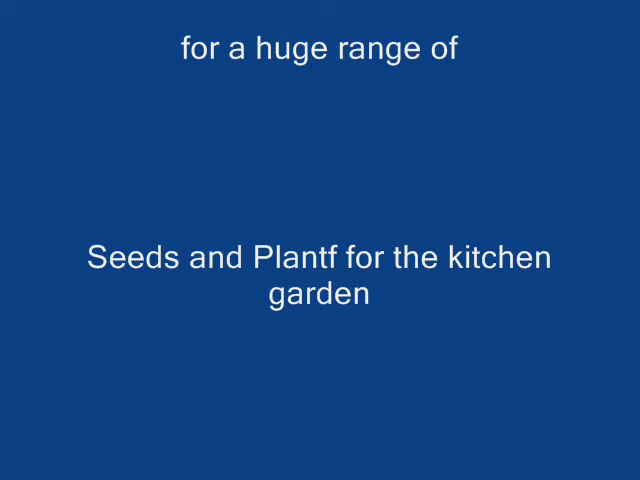 for a huge range of
Seeds and Plantf for the kitchen
garden